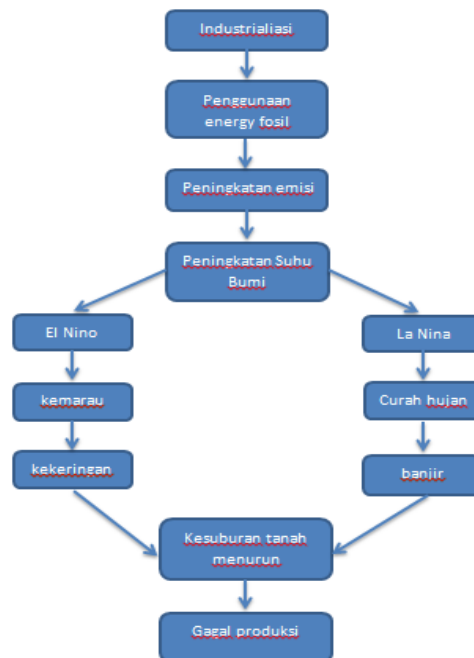 Industrialiasi
Penggunaan
energy fosil
Peningkatan emisi
Peningkatan Suhu
Bumi
El Nino
La Nina
kemarau
Curah hujan
kekeringan
banjir
Kesuburan tanah
menurun
Gagal produksi